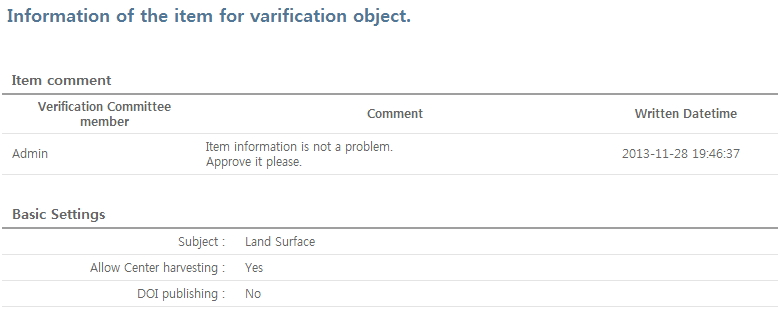 Information of the item for varification object.
Item comment
Verification Committee
member
Comment
Written Datetime
Admin
Item information is not a problem.
Approve it please.
2013-11-28 19:46:37
Basic Settings
Subject : Land Surface
Allow Center harvesting : Yes
DOI publishing : No